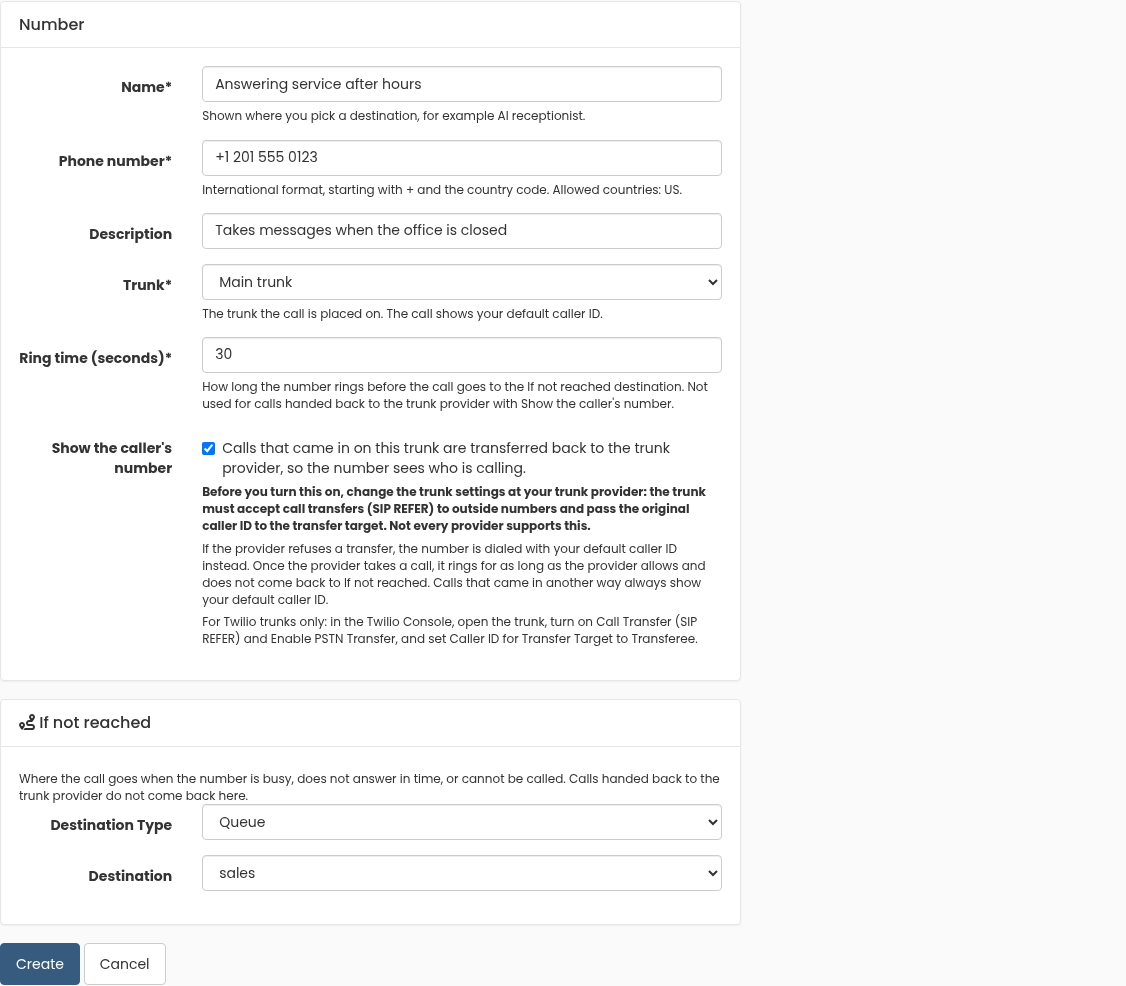 Number
Name*
Answering service after hours
Shown where you pick a destination, for example AI receptionist.
Phone number*
+1 201 555 0123
International format, starting with + and the country code. Allowed countries: US.
Description
Takes messages when the office is closed
Trunk*
Main trunk
The trunk the call is placed on. The call shows your default caller ID.
Ring time (seconds)*
30
How long the number rings before the call goes to the If not reached destination. Not
used for calls handed back to the trunk provider with Show the caller's number.
Show the caller's
number
Calls that came in on this trunk are transferred back to the trunk
provider, so the number sees who is calling.
Before you turn this on, change the trunk settings at your trunk provider: the trunk
must accept call transfers (SIP REFER) to outside numbers and pass the original
caller ID to the transfer target. Not every provider supports this.
If the provider refuses a transfer, the number is dialed with your default caller ID
instead. Once the provider takes a call, it rings for as long as the provider allows and
does not come back to If not reached. Calls that came in another way always show
your default caller ID.
For Twilio trunks only: in the Twilio Console, open the trunk, turn on Call Transfer (SIP
REFER) and Enable PSTN Transfer, and set Caller ID for Transfer Target to Transferee.
If not reached
Where the call goes when the number is busy, does not answer in time, or cannot be called. Calls handed back to the
trunk provider do not come back here.
Destination Type
Queue
Destination
sales
Create
Cancel